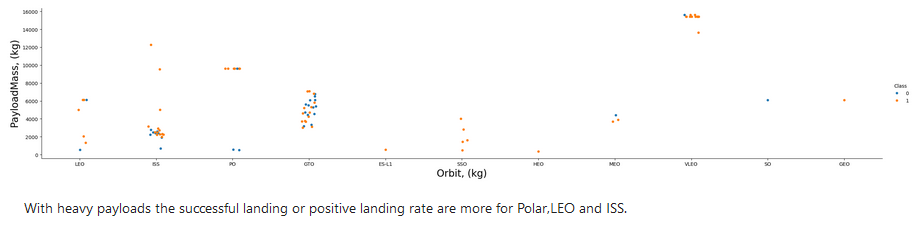 16000
14000
12000
10000
8000
6000
4000
2000
0
PayloadMass, (kg)
LEO ISS PO GTO ES-L1 SSO HEO MEO VLEO SO GEO
Orbit, (kg)
Class
0
1
With heavy payloads the successful landing or positive landing rate are more for Polar,LEO and ISS.